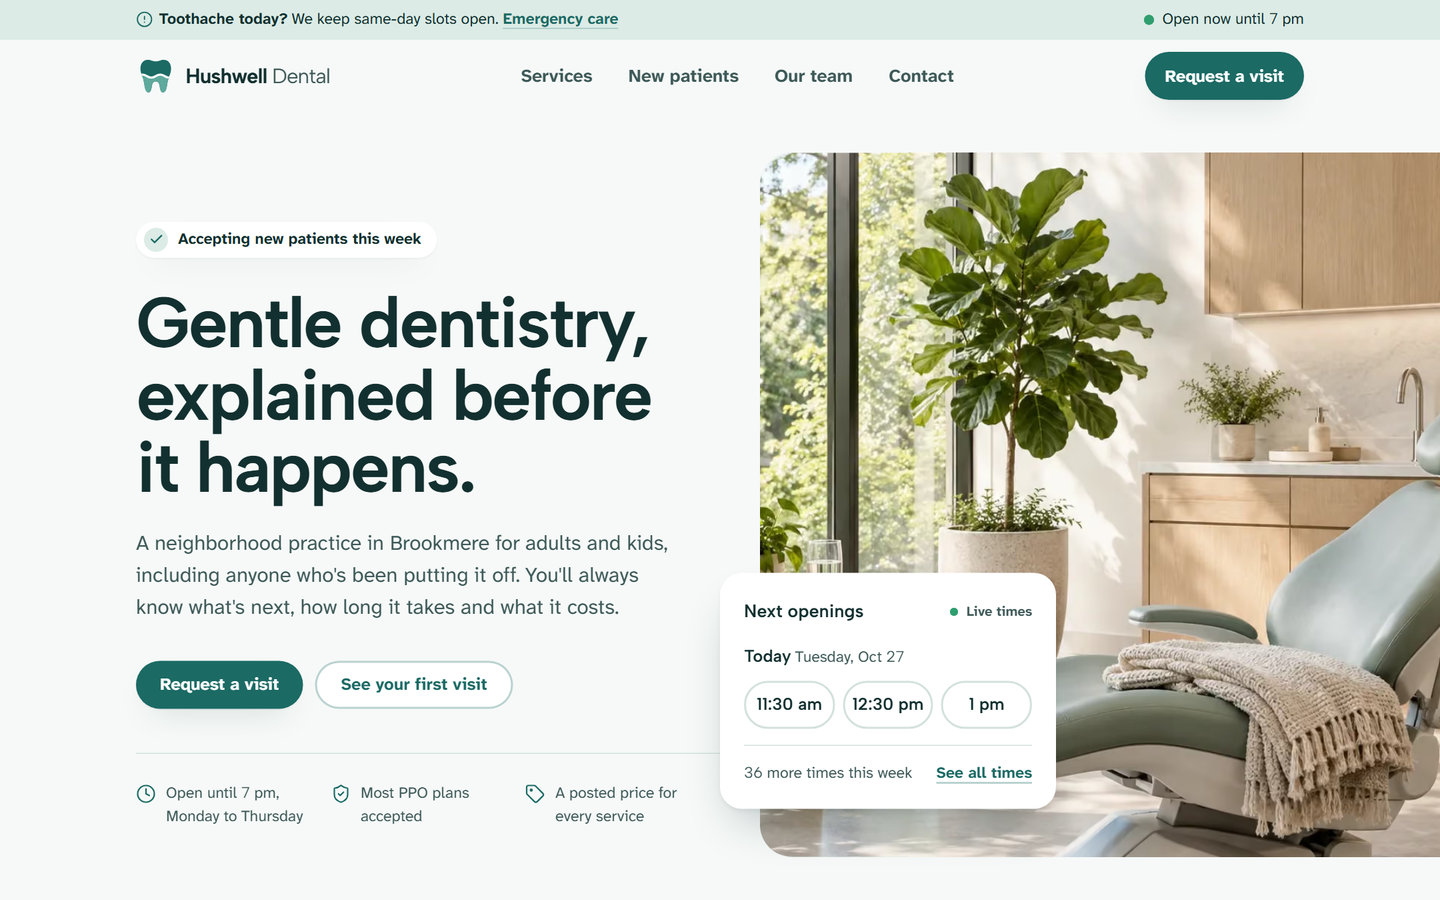 Toothache today? We keep same-day slots open. Emergency care
Open now until 7 pm
Hushwell Dental
Services
New patients
Our team
Contact
Request a visit
Accepting new patients this week
Gentle dentistry,
explained before
it happens.
A neighborhood practice in Brookmere for adults and kids,
including anyone who's been putting it off. You'll always
know what's next, how long it takes and what it costs.
Request a visit
See your first visit
Open until 7 pm,
Monday to Thursday
Most PPO plans
accepted
A posted price for
every service
Next openings
Live times
Today Tuesday, Oct 27
11:30 am
12:30 pm
1 pm
36 more times this week
See all times